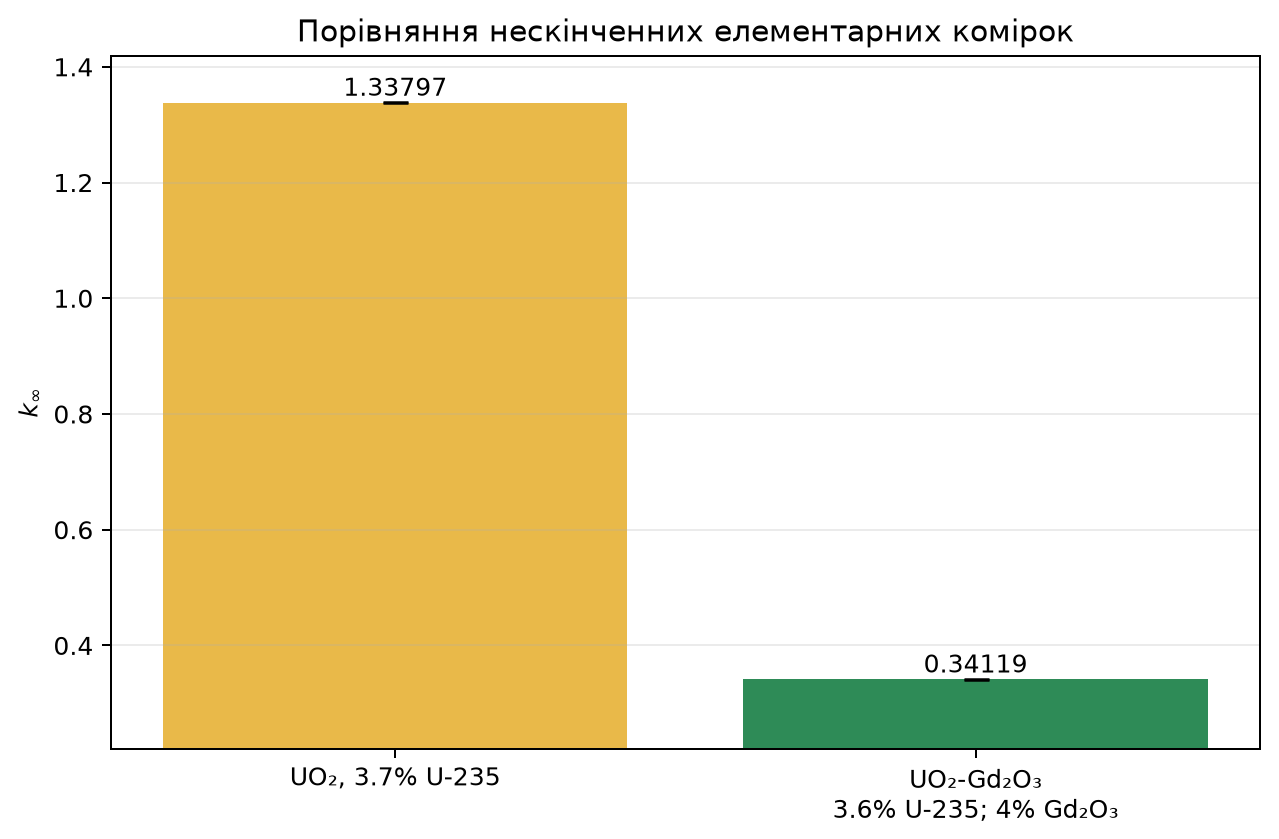 Порівняння нескінченних елементарних комірок
1.4
1.2
1.0
0.8
0.6
0.4
k∞
1.33797
0.34119
UO₂, 3.7% U-235
UO₂-Gd₂O₃
3.6% U-235; 4% Gd₂O₃